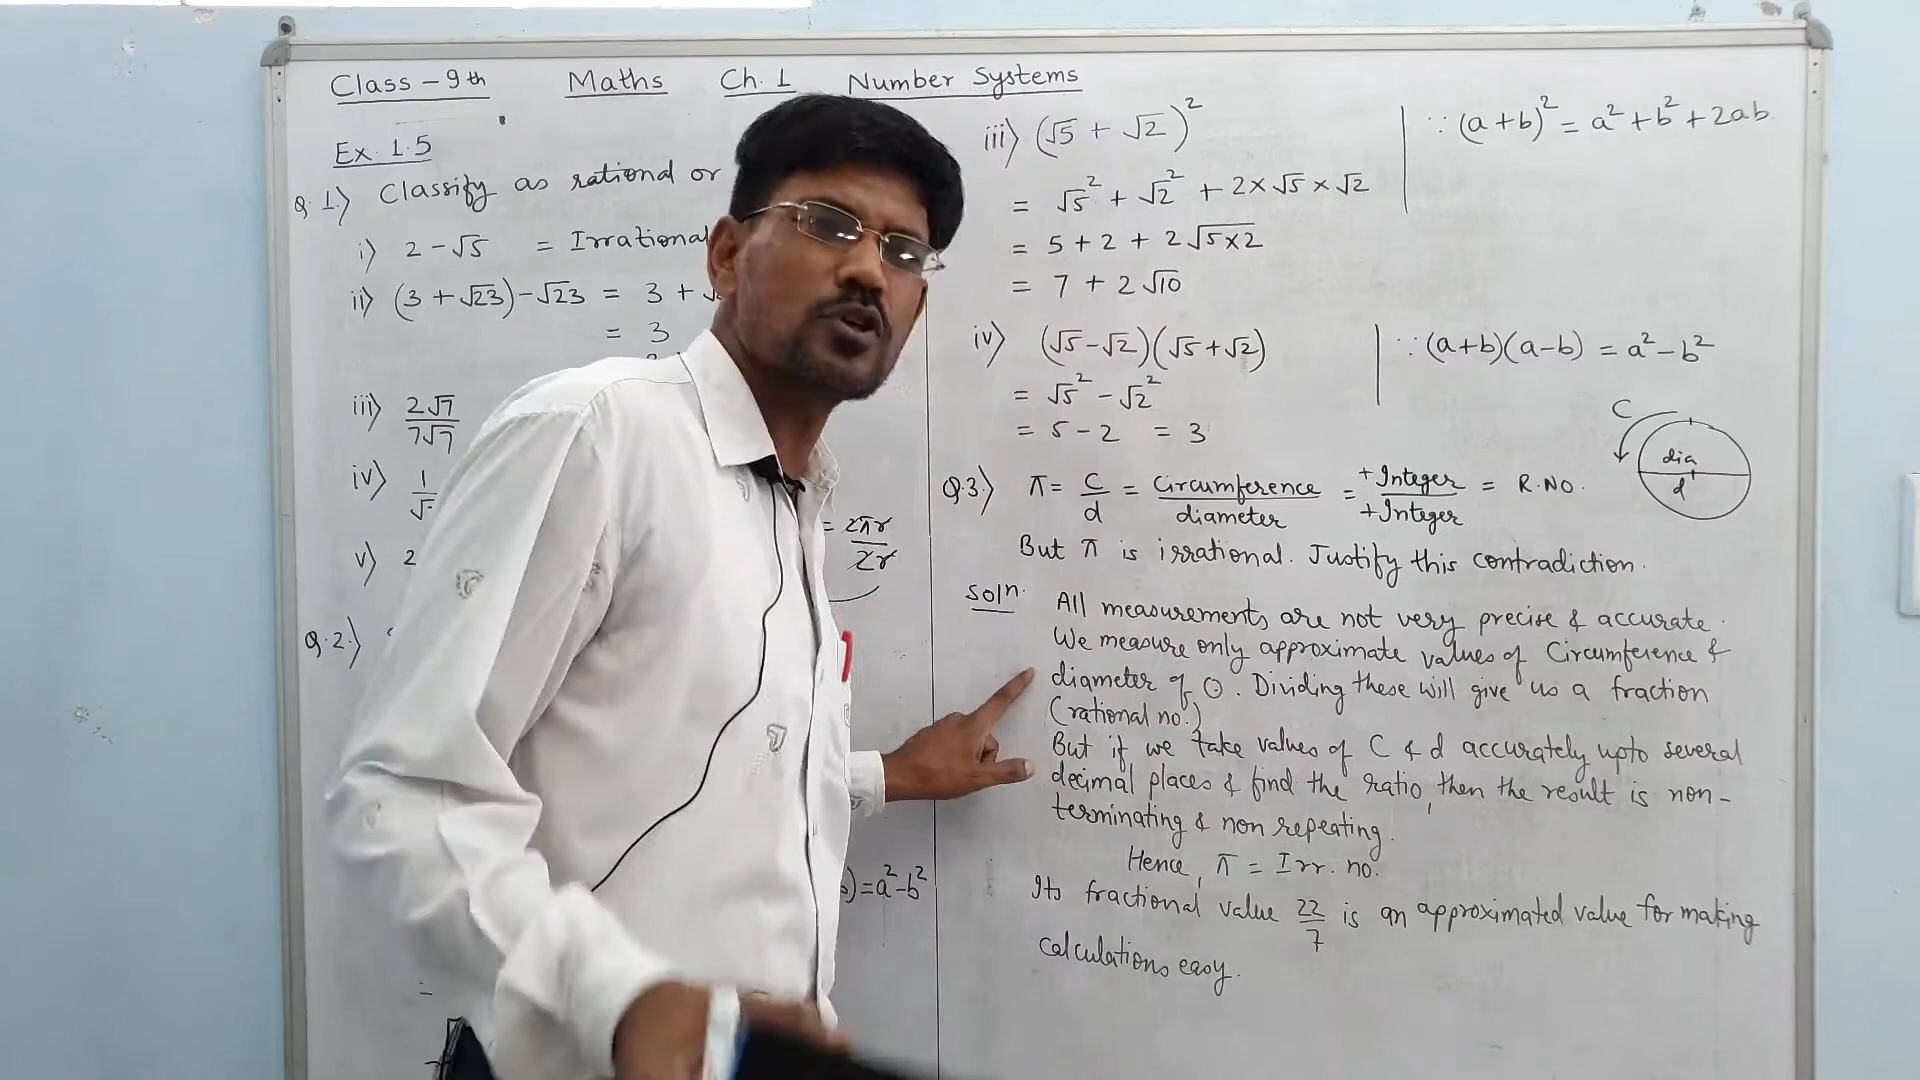 Class - 9th Maths Ch. 1 Number Systems
Ex. 1.5
Q. 1.) Classify as rational or
i) 2 - √5 = Irrational
ii) (3 + √23) - √23 = 3 + √
= 3
iii) 2√7 / 7√7
iv) 1 / √
v) 2
= 2πr / 2r
Q. 2.)
) = a² - b²
iii) (√5 + √2)²
∵ (a + b)² = a² + b² + 2ab.
= √5² + √2² + 2 × √5 × √2
= 5 + 2 + 2√5×2
= 7 + 2√10
iv) (√5 - √2)(√5 + √2)
∵ (a+b)(a-b) = a² - b²
= √5² - √2²
= 5 - 2 = 3
C
dia
d
Q. 3.) π = C/d = Circumference / diameter = +Integer / +Integer = R. NO.
But π is irrational. Justify this contradiction.
Soln. All measurements are not very precise & accurate.
We measure only approximate values of Circumference &
diameter of ⊙. Dividing these will give us a fraction
(rational no.)
But if we take values of C & d accurately upto several
decimal places & find the ratio, then the result is non-
terminating & non repeating.
Hence, π = Irr. no.
Its fractional value 22/7 is an approximated value for making
calculations easy.